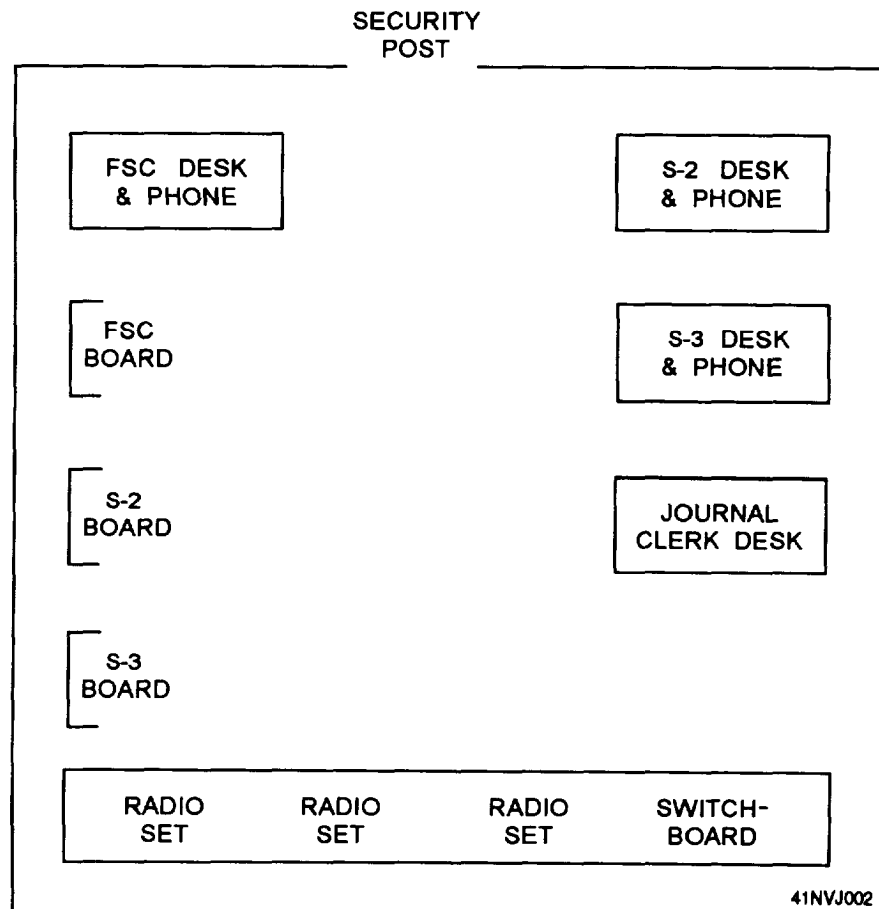 SECURITY
POST
FSC DESK
& PHONE
S-2 DESK
& PHONE
FSC
BOARD
S-3 DESK
& PHONE
S-2
BOARD
JOURNAL
CLERK DESK
S-3
BOARD
RADIO
SET
RADIO
SET
RADIO
SET
SWITCH-
BOARD
41NVJ002